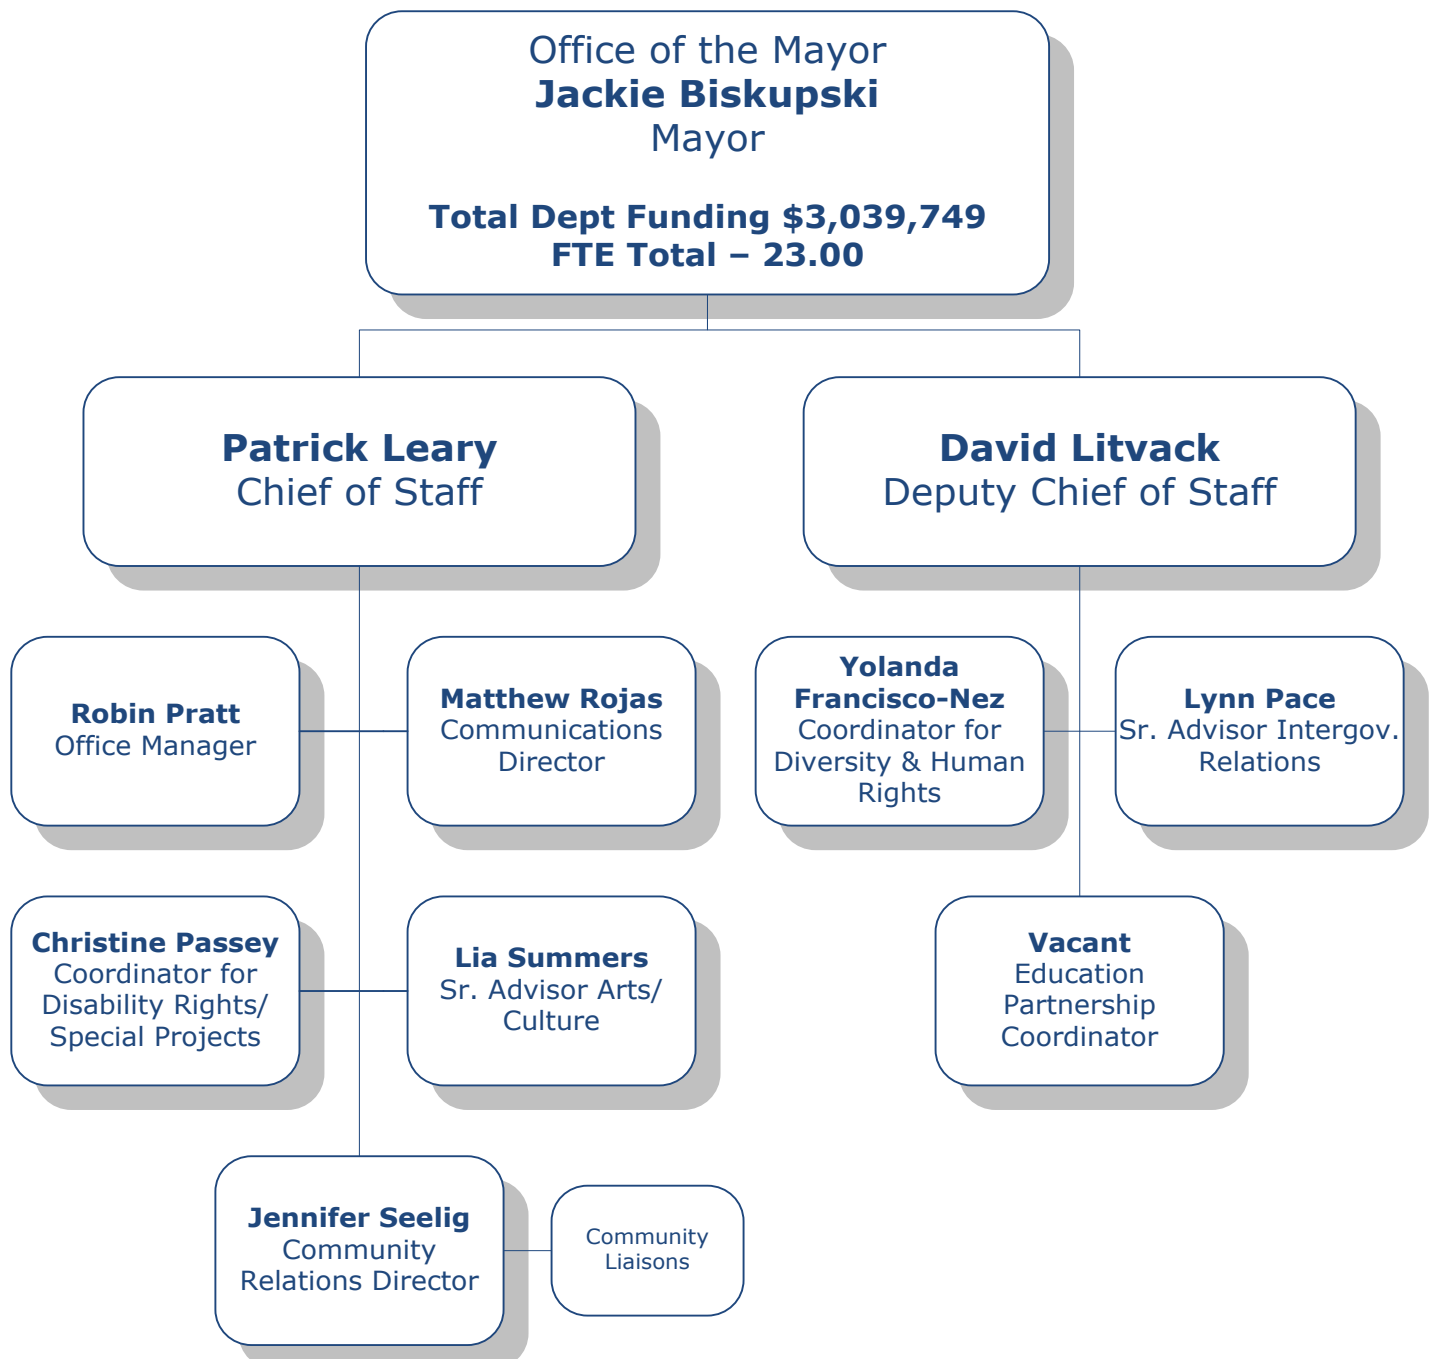 Office of the Mayor
Jackie Biskupski
Mayor
Total Dept Funding $3,039,749
FTE Total – 23.00
Patrick Leary
Chief of Staff
David Litvack
Deputy Chief of Staff
Robin Pratt
Office Manager
Matthew Rojas
Communications
Director
Yolanda
Francisco-Nez
Coordinator for
Diversity & Human
Rights
Lynn Pace
Sr. Advisor Intergov.
Relations
Christine Passey
Coordinator for
Disability Rights/
Special Projects
Lia Summers
Sr. Advisor Arts/
Culture
Vacant
Education
Partnership
Coordinator
Jennifer Seelig
Community
Relations Director
Community
Liaisons